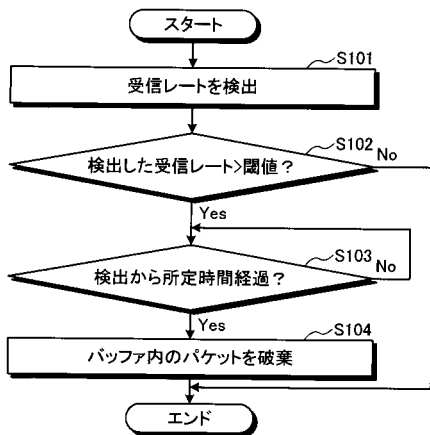 スタート
S101
受信レートを検出
S102
検出した受信レート>閾値？
No
Yes
S103
検出から所定時間経過？
No
Yes
S104
バッファ内のパケットを破棄
エンド